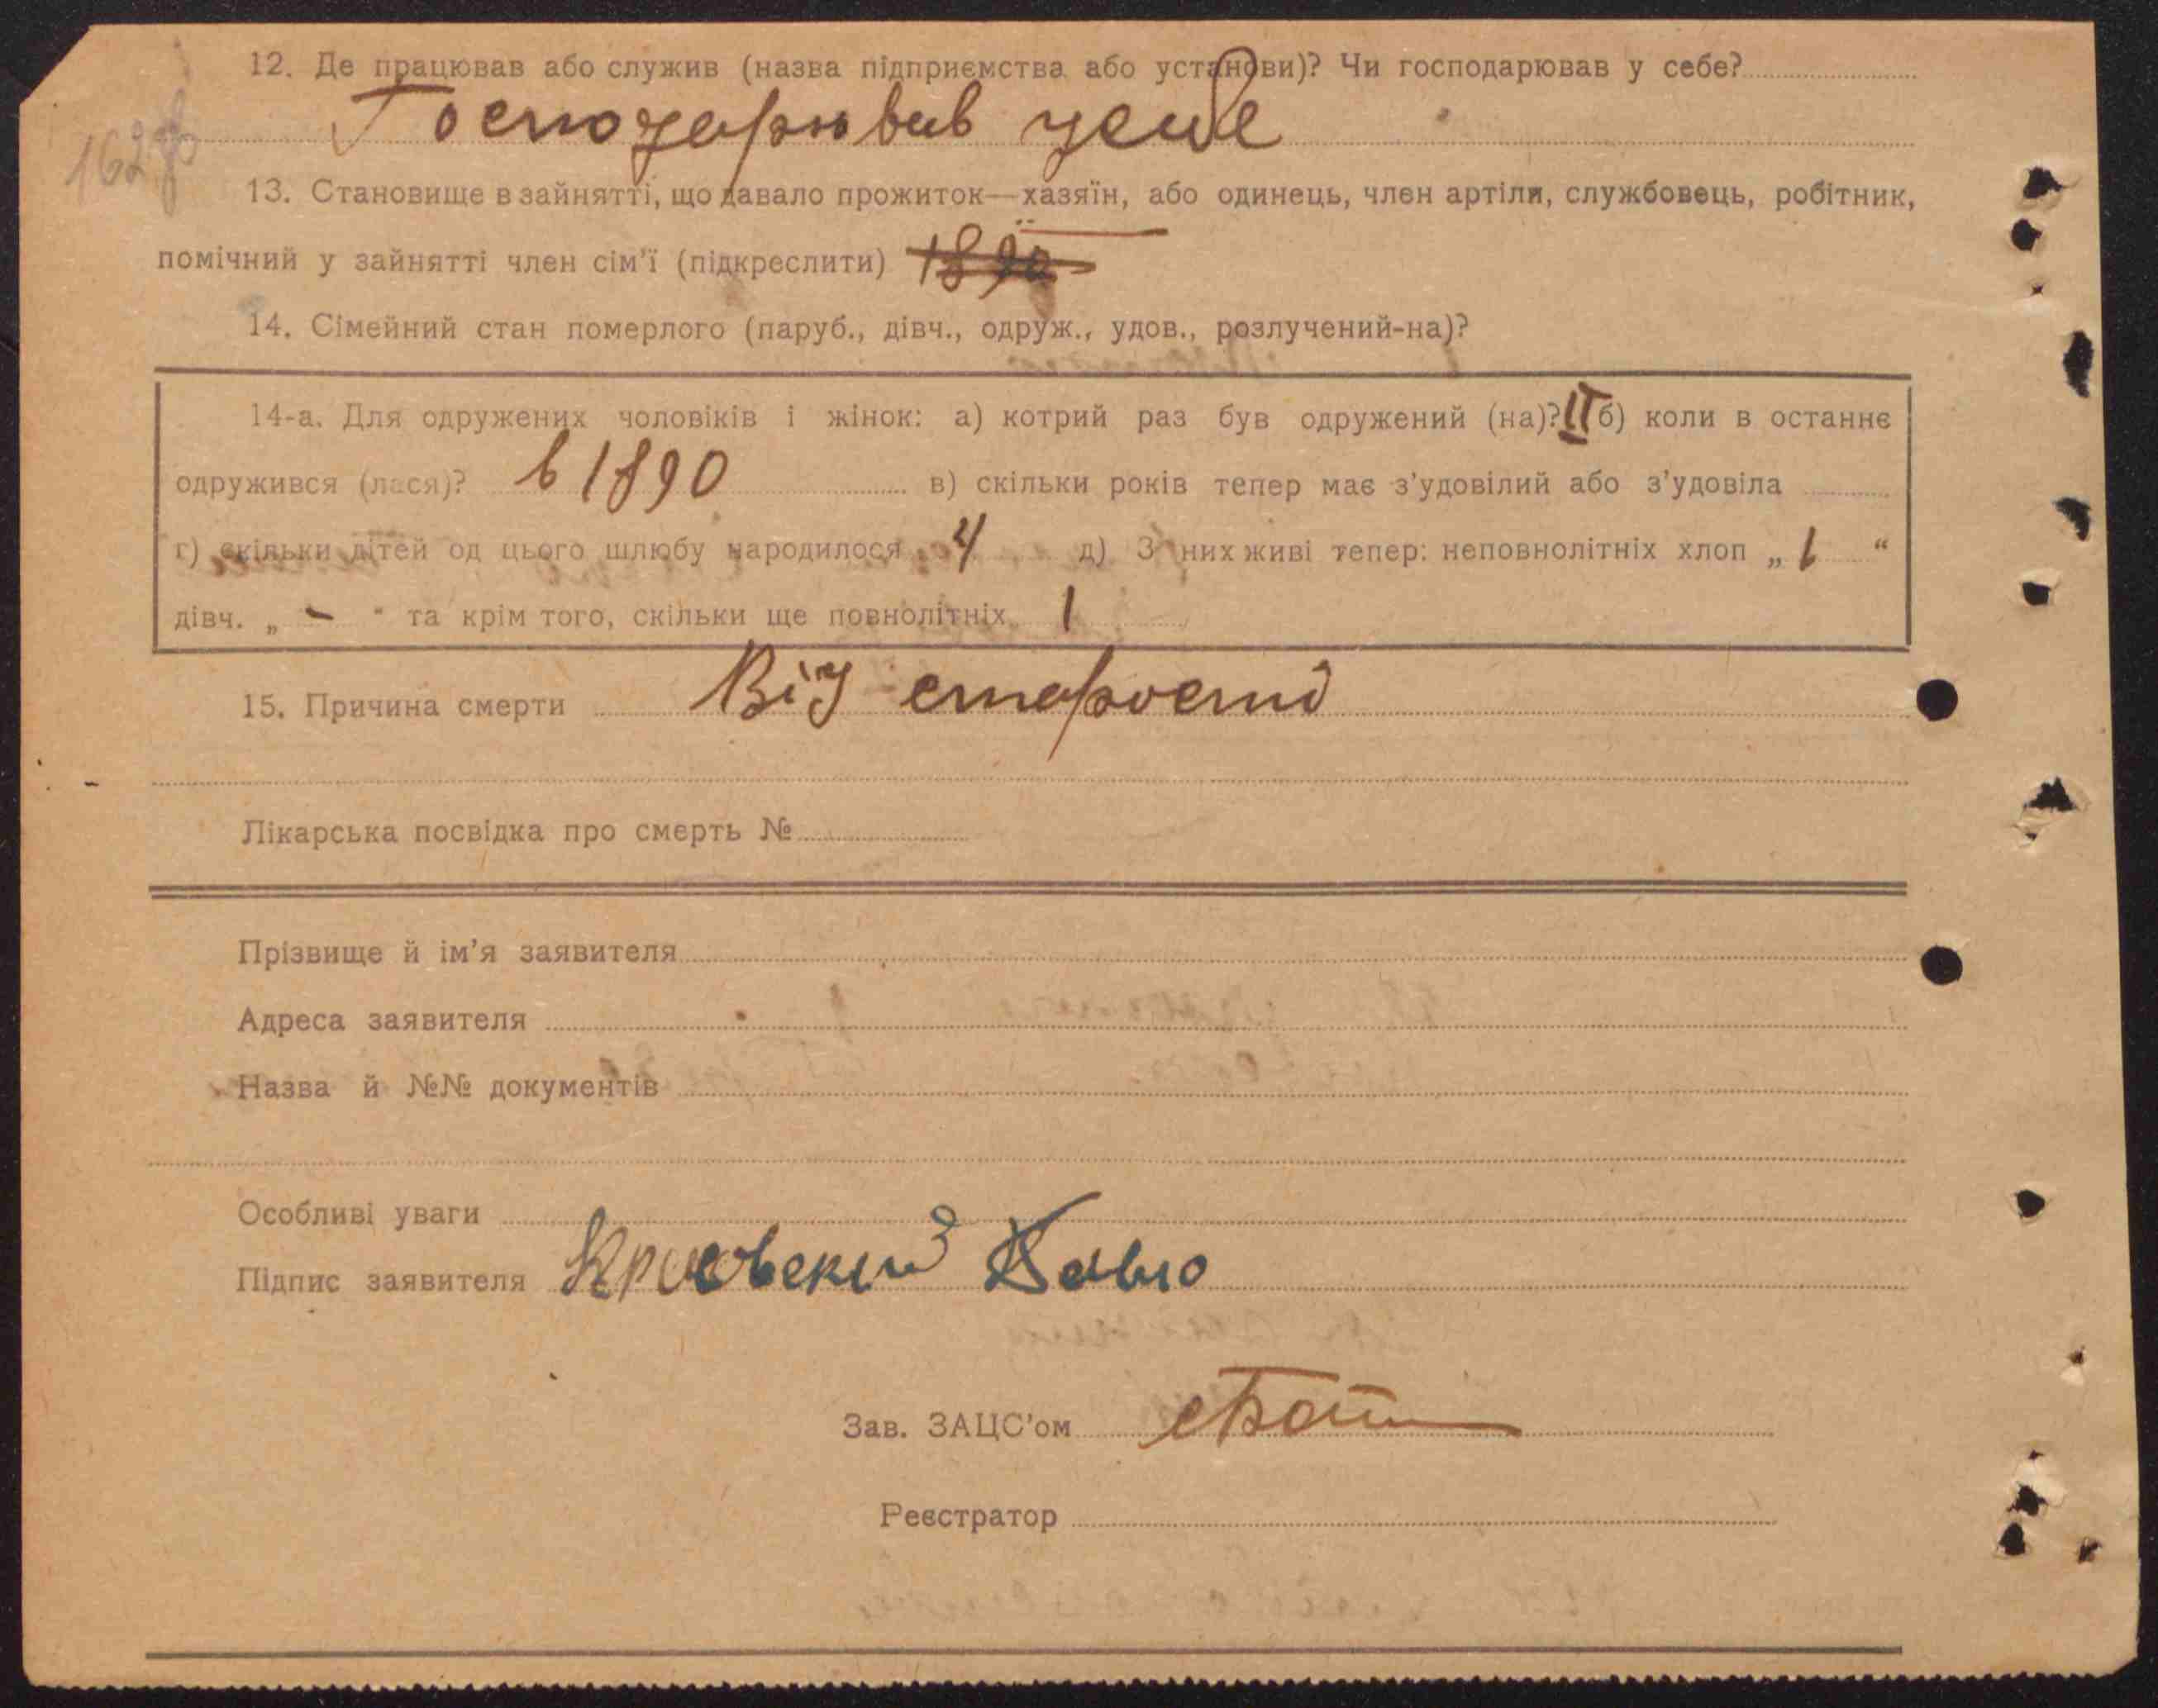 12. Де працював або служив (назва підприємства або установи)? Чи господарював у себе?
Господарював усебе
162
13. Становище в зайнятті, що давало прожиток—хазяїн, або одинець, член артіли, службовець, робітник,
помічний у зайнятті член сім'ї (підкреслити) 1890
14. Сімейний стан померлого (паруб., дівч., одруж., удов., розлучений-на)?
14-а. Для одружених чоловіків і жінок: а) котрий раз був одружений (на)? II б) коли в останнє
одружився (лася)? в 1890 в) скільки років тепер має з'удовілий або з'удовіла
г) скільки дітей од цього шлюбу народилося 4 д) З них живі тепер: неповнолітніх хлоп „ 1 “
дівч. „ - “ та крім того, скільки ще повнолітніх 1
15. Причина смерти Від старости
Лікарська посвідка про смерть №
Прізвище й ім'я заявителя
Адреса заявителя
Назва й №№ документів
Особливі уваги
Підпис заявителя
Зав. ЗАЦС'ом
Реєстратор